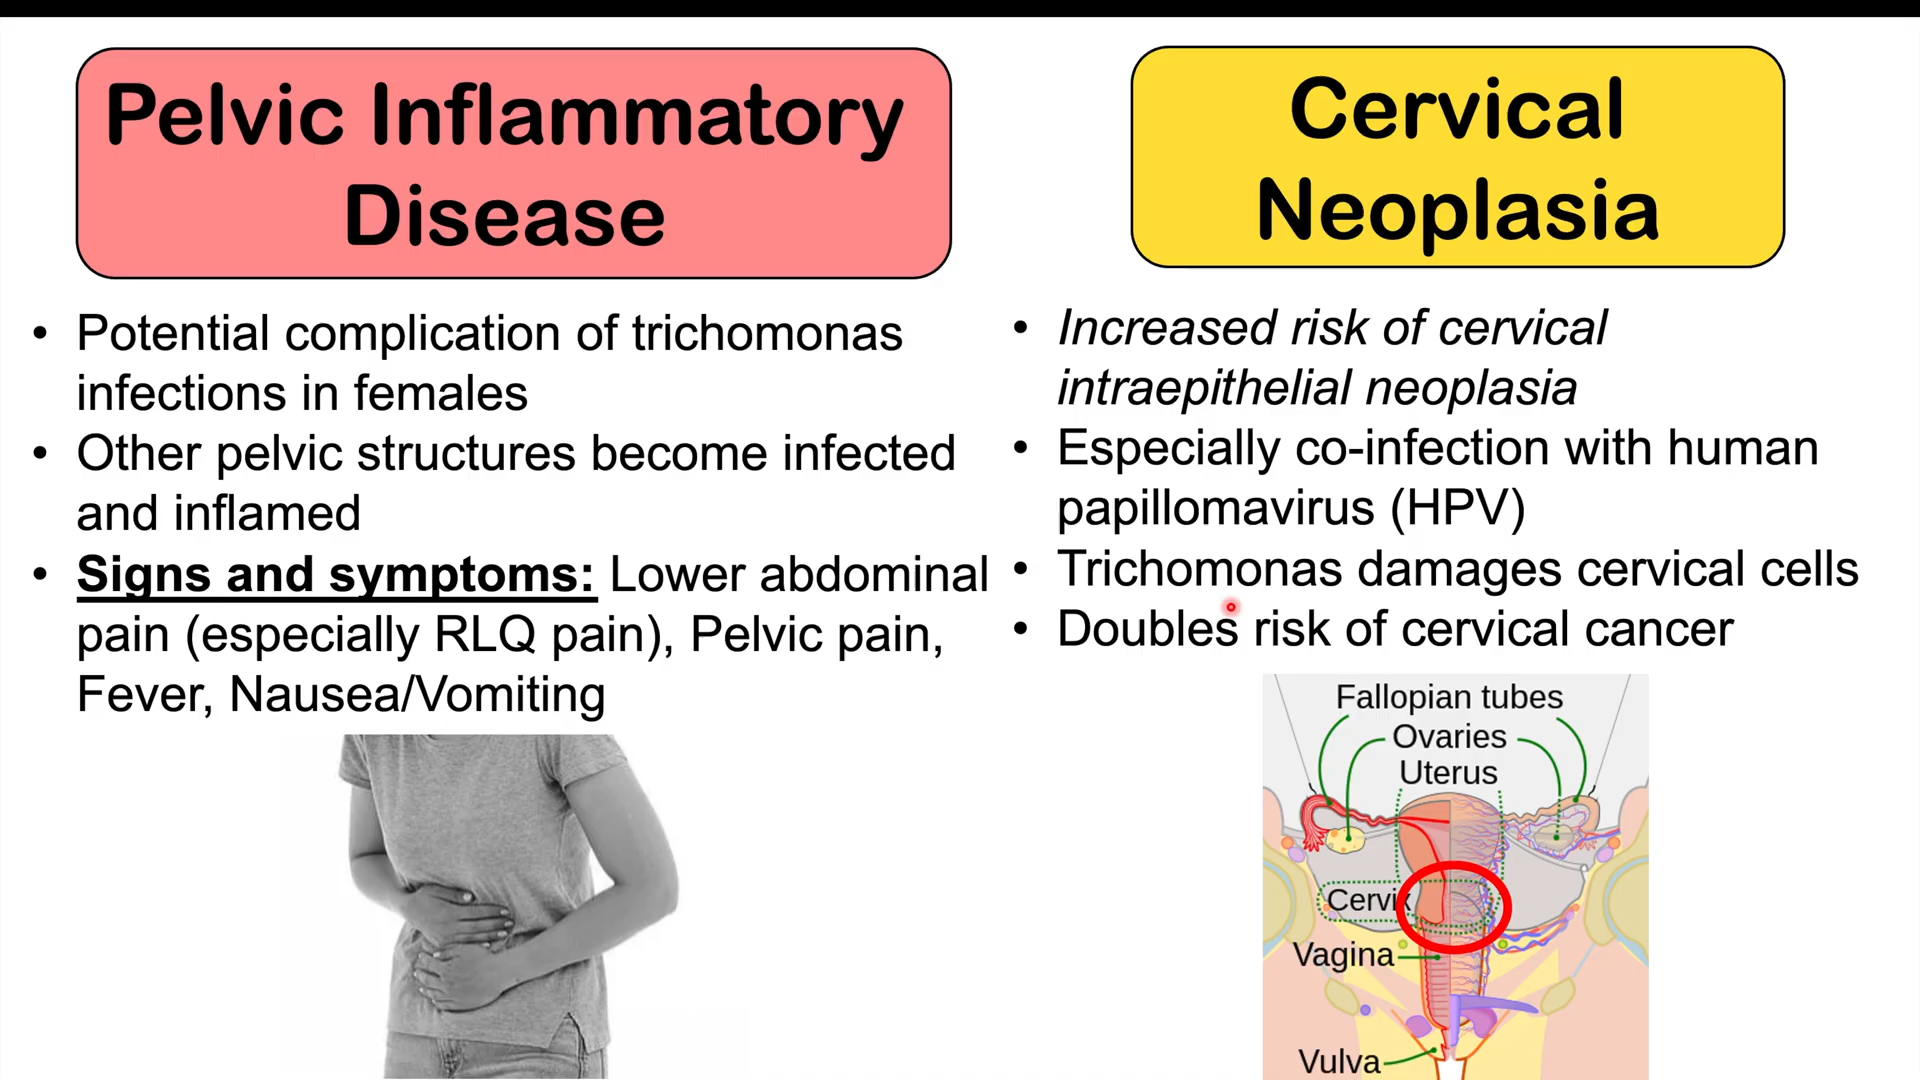 Pelvic Inflammatory
Disease
• Potential complication of trichomonas
infections in females
• Other pelvic structures become infected
and inflamed
• Signs and symptoms: Lower abdominal
pain (especially RLQ pain), Pelvic pain,
Fever, Nausea/Vomiting
Cervical
Neoplasia
• Increased risk of cervical
intraepithelial neoplasia
• Especially co-infection with human
papillomavirus (HPV)
• Trichomonas damages cervical cells
• Doubles risk of cervical cancer
Fallopian tubes
Ovaries
Uterus
Cervix
Vagina
Vulva